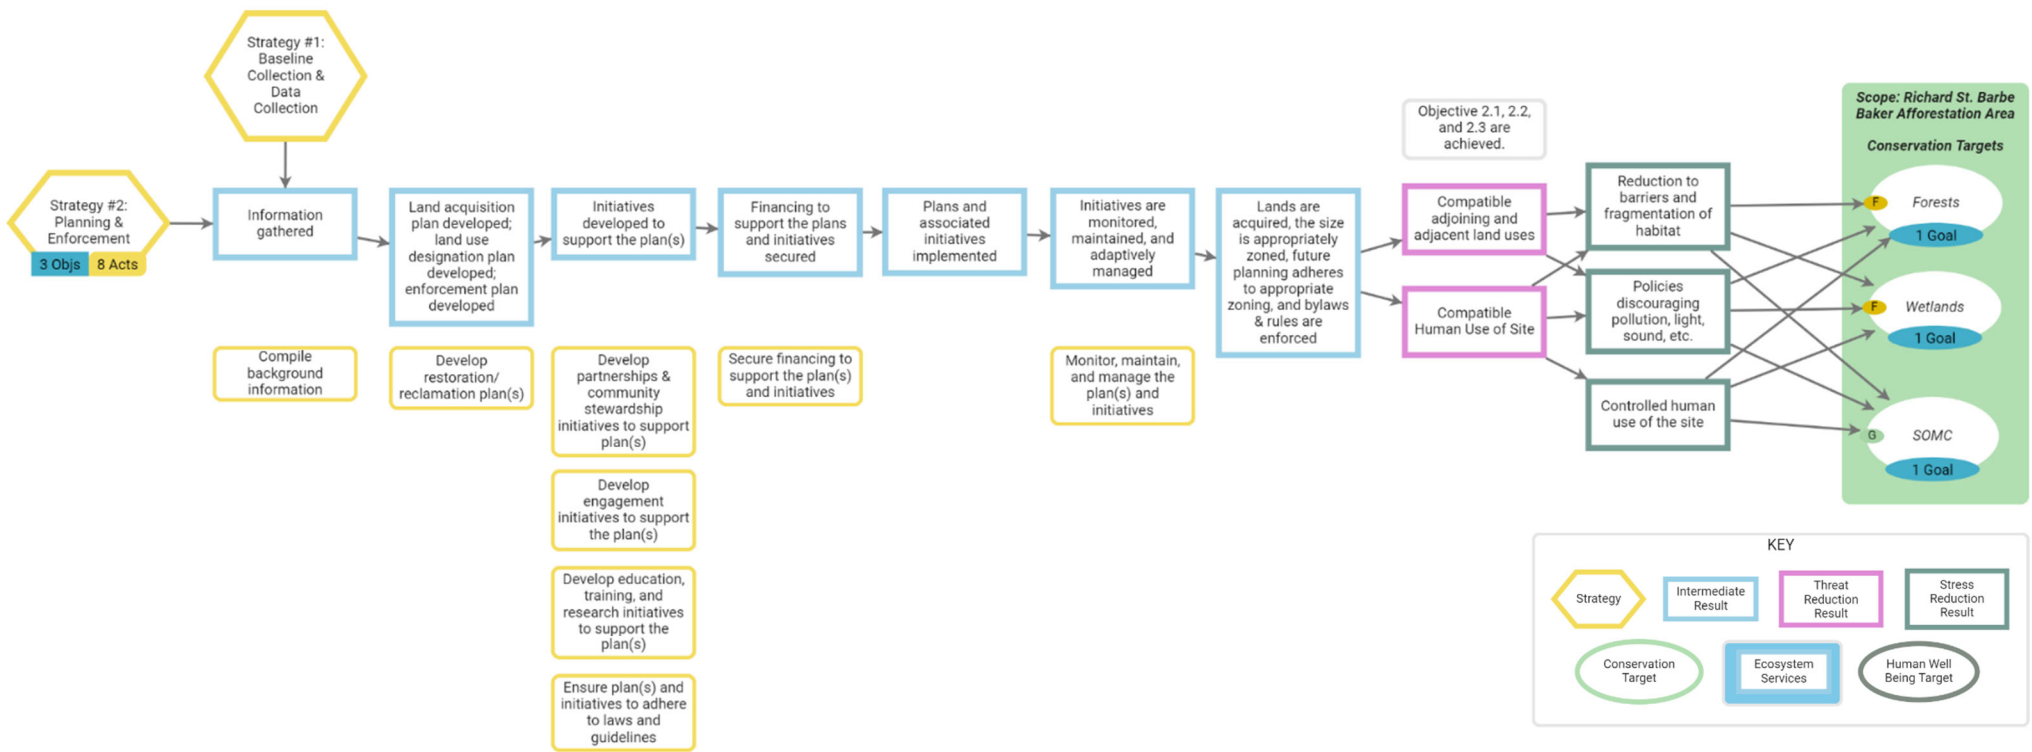 Strategy #1:
Baseline
Collection &
Data
Collection
Strategy #2:
Planning &
Enforcement
3 Objs
8 Acts
Information
gathered
Land acquisition
plan developed;
land use
designation plan
developed;
enforcement plan
developed
Initiatives
developed to
support the plan(s)
Financing to
support the plans
and initiatives
secured
Plans and
associated
initiatives
implemented
Initiatives are
monitored,
maintained, and
adaptively
managed
Lands are
acquired, the size
is appropriately
zoned, future
planning adheres
to appropriate
zoning, and bylaws
& rules are
enforced
Objective 2.1, 2.2,
and 2.3 are
achieved.
Compatible
adjoining and
adjacent land uses
Compatible
Human Use of Site
Reduction to
barriers and
fragmentation of
habitat
Policies
discouraging
pollution, light,
sound, etc.
Controlled human
use of the site
Scope: Richard St. Barbe
Baker Afforestation Area
Conservation Targets
F
Forests
1 Goal
F
Wetlands
1 Goal
G
SOMC
1 Goal
Compile
background
information
Develop
restoration/
reclamation plan(s)
Develop
partnerships &
community
stewardship
initiatives to support
plan(s)
Develop
engagement
initiatives to support
the plan(s)
Develop education,
training, and
research initiatives
to support the
plan(s)
Ensure plan(s) and
initiatives to adhere
to laws and
guidelines
Secure financing to
support the plan(s)
and initiatives
Monitor, maintain,
and manage the
plan(s) and
initiatives
KEY
Strategy
Intermediate
Result
Threat
Reduction
Result
Stress
Reduction
Result
Conservation
Target
Ecosystem
Services
Human Well
Being Target